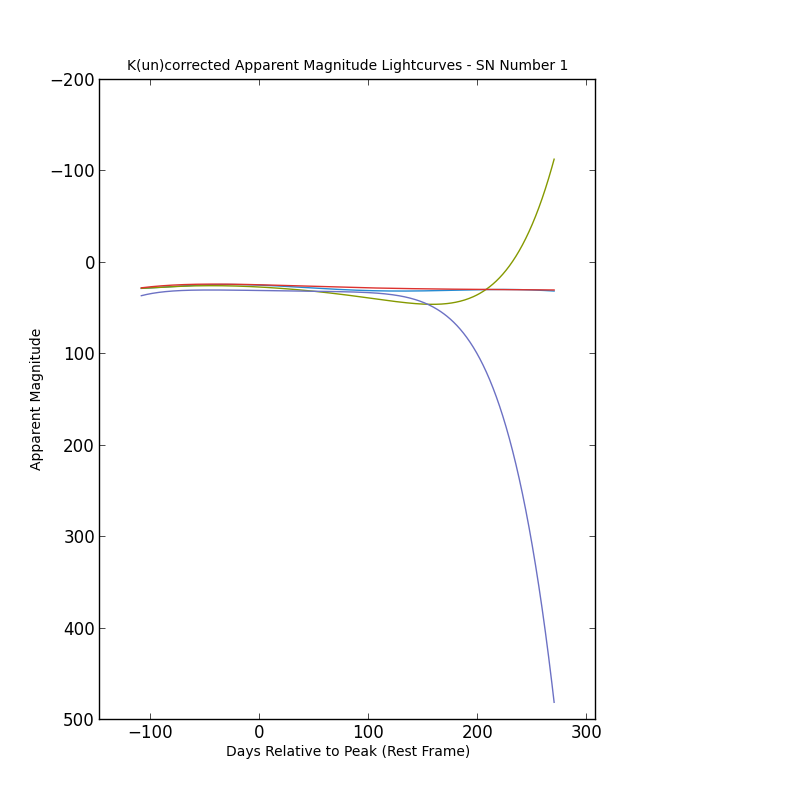 K(un)corrected Apparent Magnitude Lightcurves - SN Number 1
−200
−100
0
100
200
300
400
500
Apparent Magnitude
−100 0 100 200 300
Days Relative to Peak (Rest Frame)